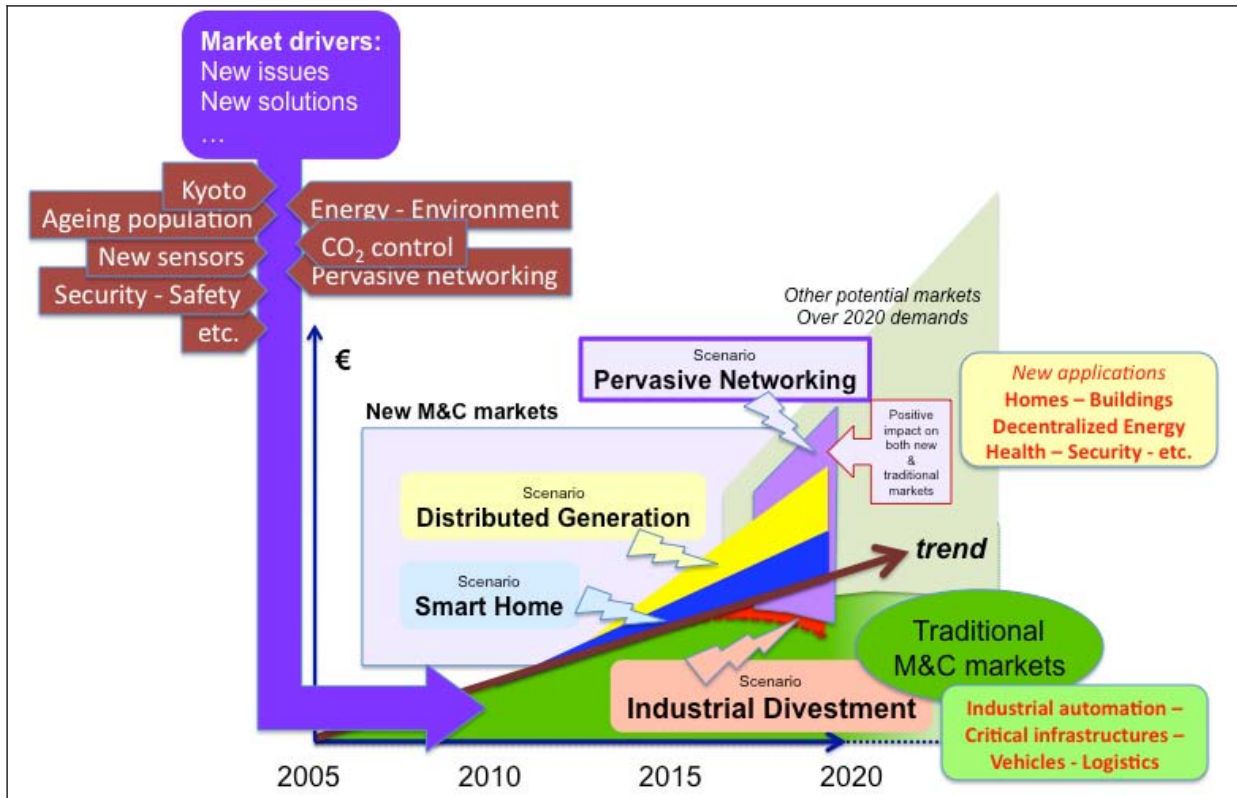 Market drivers:
New issues
New solutions
...
Kyoto
Ageing population
New sensors
Security - Safety
etc.
Energy - Environment
CO₂ control
Pervasive networking
Other potential markets
Over 2020 demands
€
Scenario
Pervasive Networking
New M&C markets
Positive
impact on
both new
&
traditional
markets
New applications
Homes – Buildings
Decentralized Energy
Health – Security - etc.
Scenario
Distributed Generation
trend
Scenario
Smart Home
Traditional
M&C markets
Scenario
Industrial Divestment
Industrial automation –
Critical infrastructures –
Vehicles - Logistics
2005
2010
2015
2020